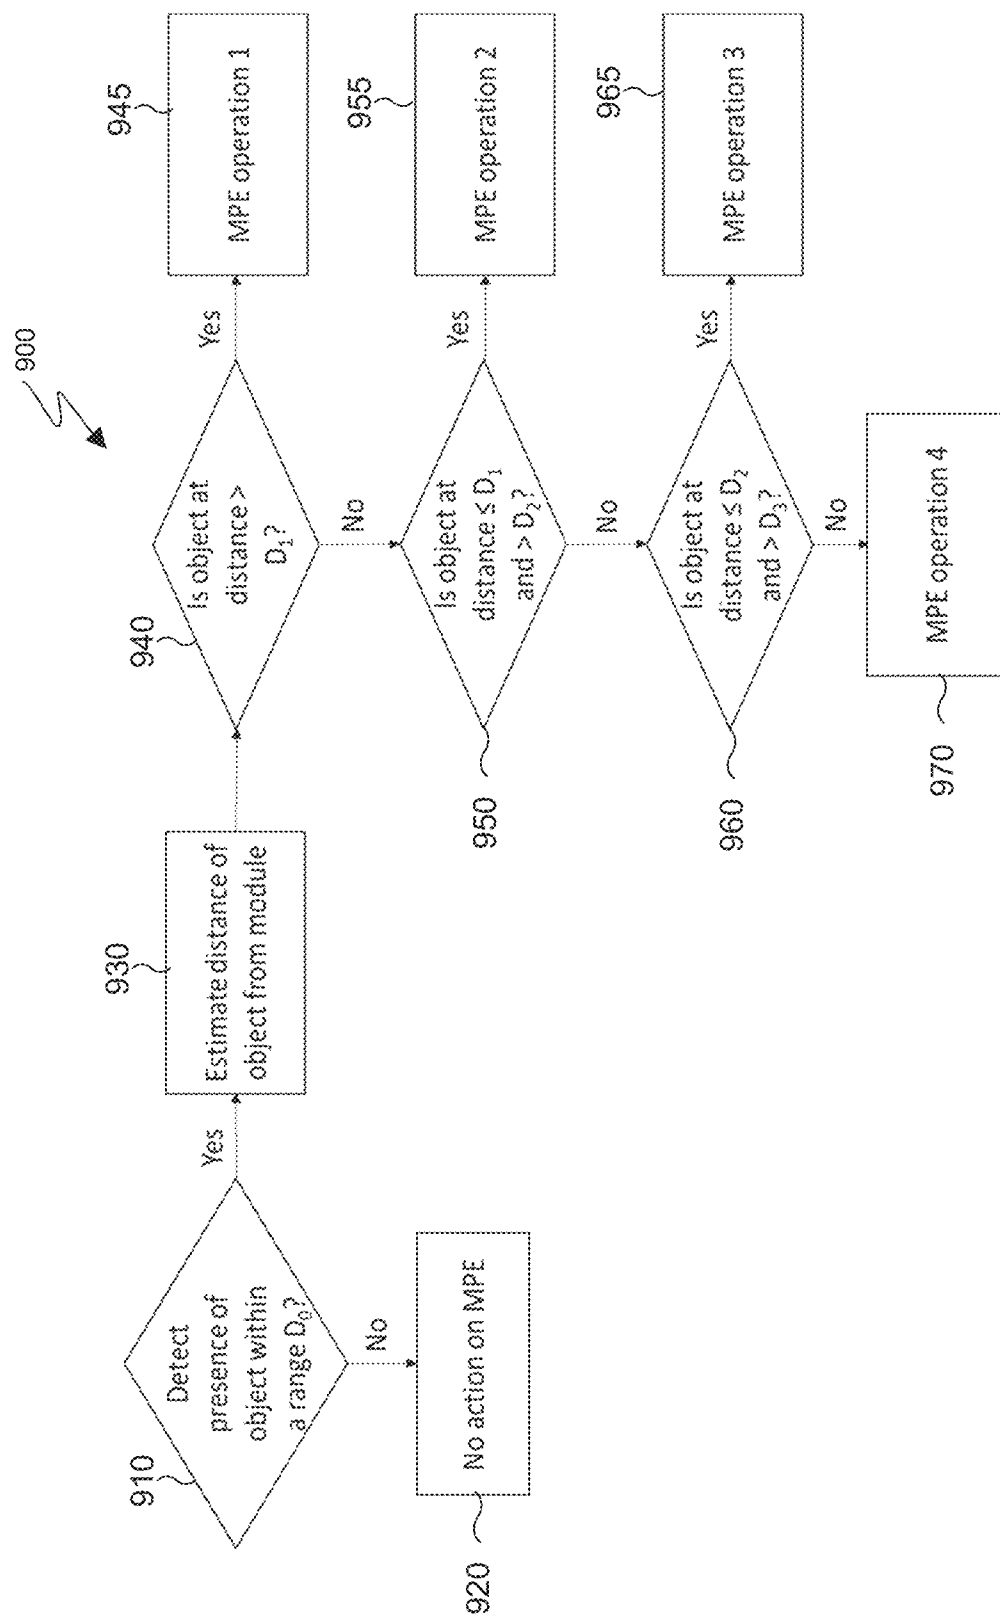 900
910
Detect
presence of
object within
a range D₀?
Yes
No
920
No action on MPE
930
Estimate distance of
object from module
940
Is object at
distance >
D₁?
Yes
945
MPE operation 1
No
950
Is object at
distance ≤ D₁
and > D₂?
Yes
955
MPE operation 2
No
960
Is object at
distance ≤ D₂
and > D₃?
Yes
965
MPE operation 3
No
970
MPE operation 4